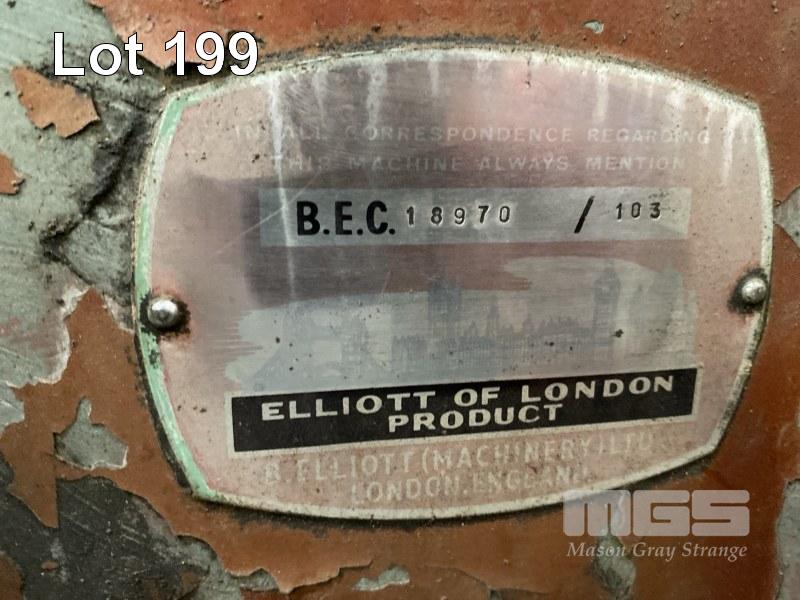 Lot 199
IN ALL CORRESPONDENCE REGARDING
THIS MACHINE ALWAYS MENTION
B.E.C. 18970 / 103
ELLIOTT OF LONDON
PRODUCT
B. ELLIOTT (MACHINERY) LTD
LONDON, ENGLAND.
MGS
Mason Gray Strange